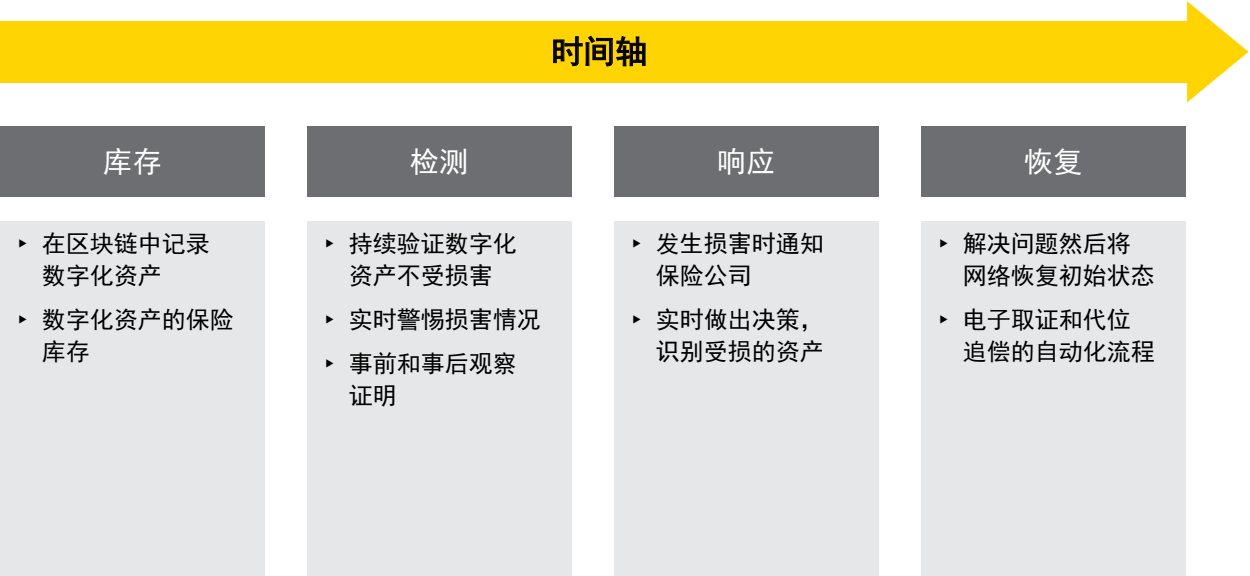 时间轴
库存
▸ 在区块链中记录
数字化资产
▸ 数字化资产的保险
库存
检测
▸ 持续验证数字化
资产不受损害
▸ 实时警惕损害情况
▸ 事前和事后观察
证明
响应
▸ 发生损害时通知
保险公司
▸ 实时做出决策，
识别受损的资产
恢复
▸ 解决问题然后将
网络恢复初始状态
▸ 电子取证和代位
追偿的自动化流程